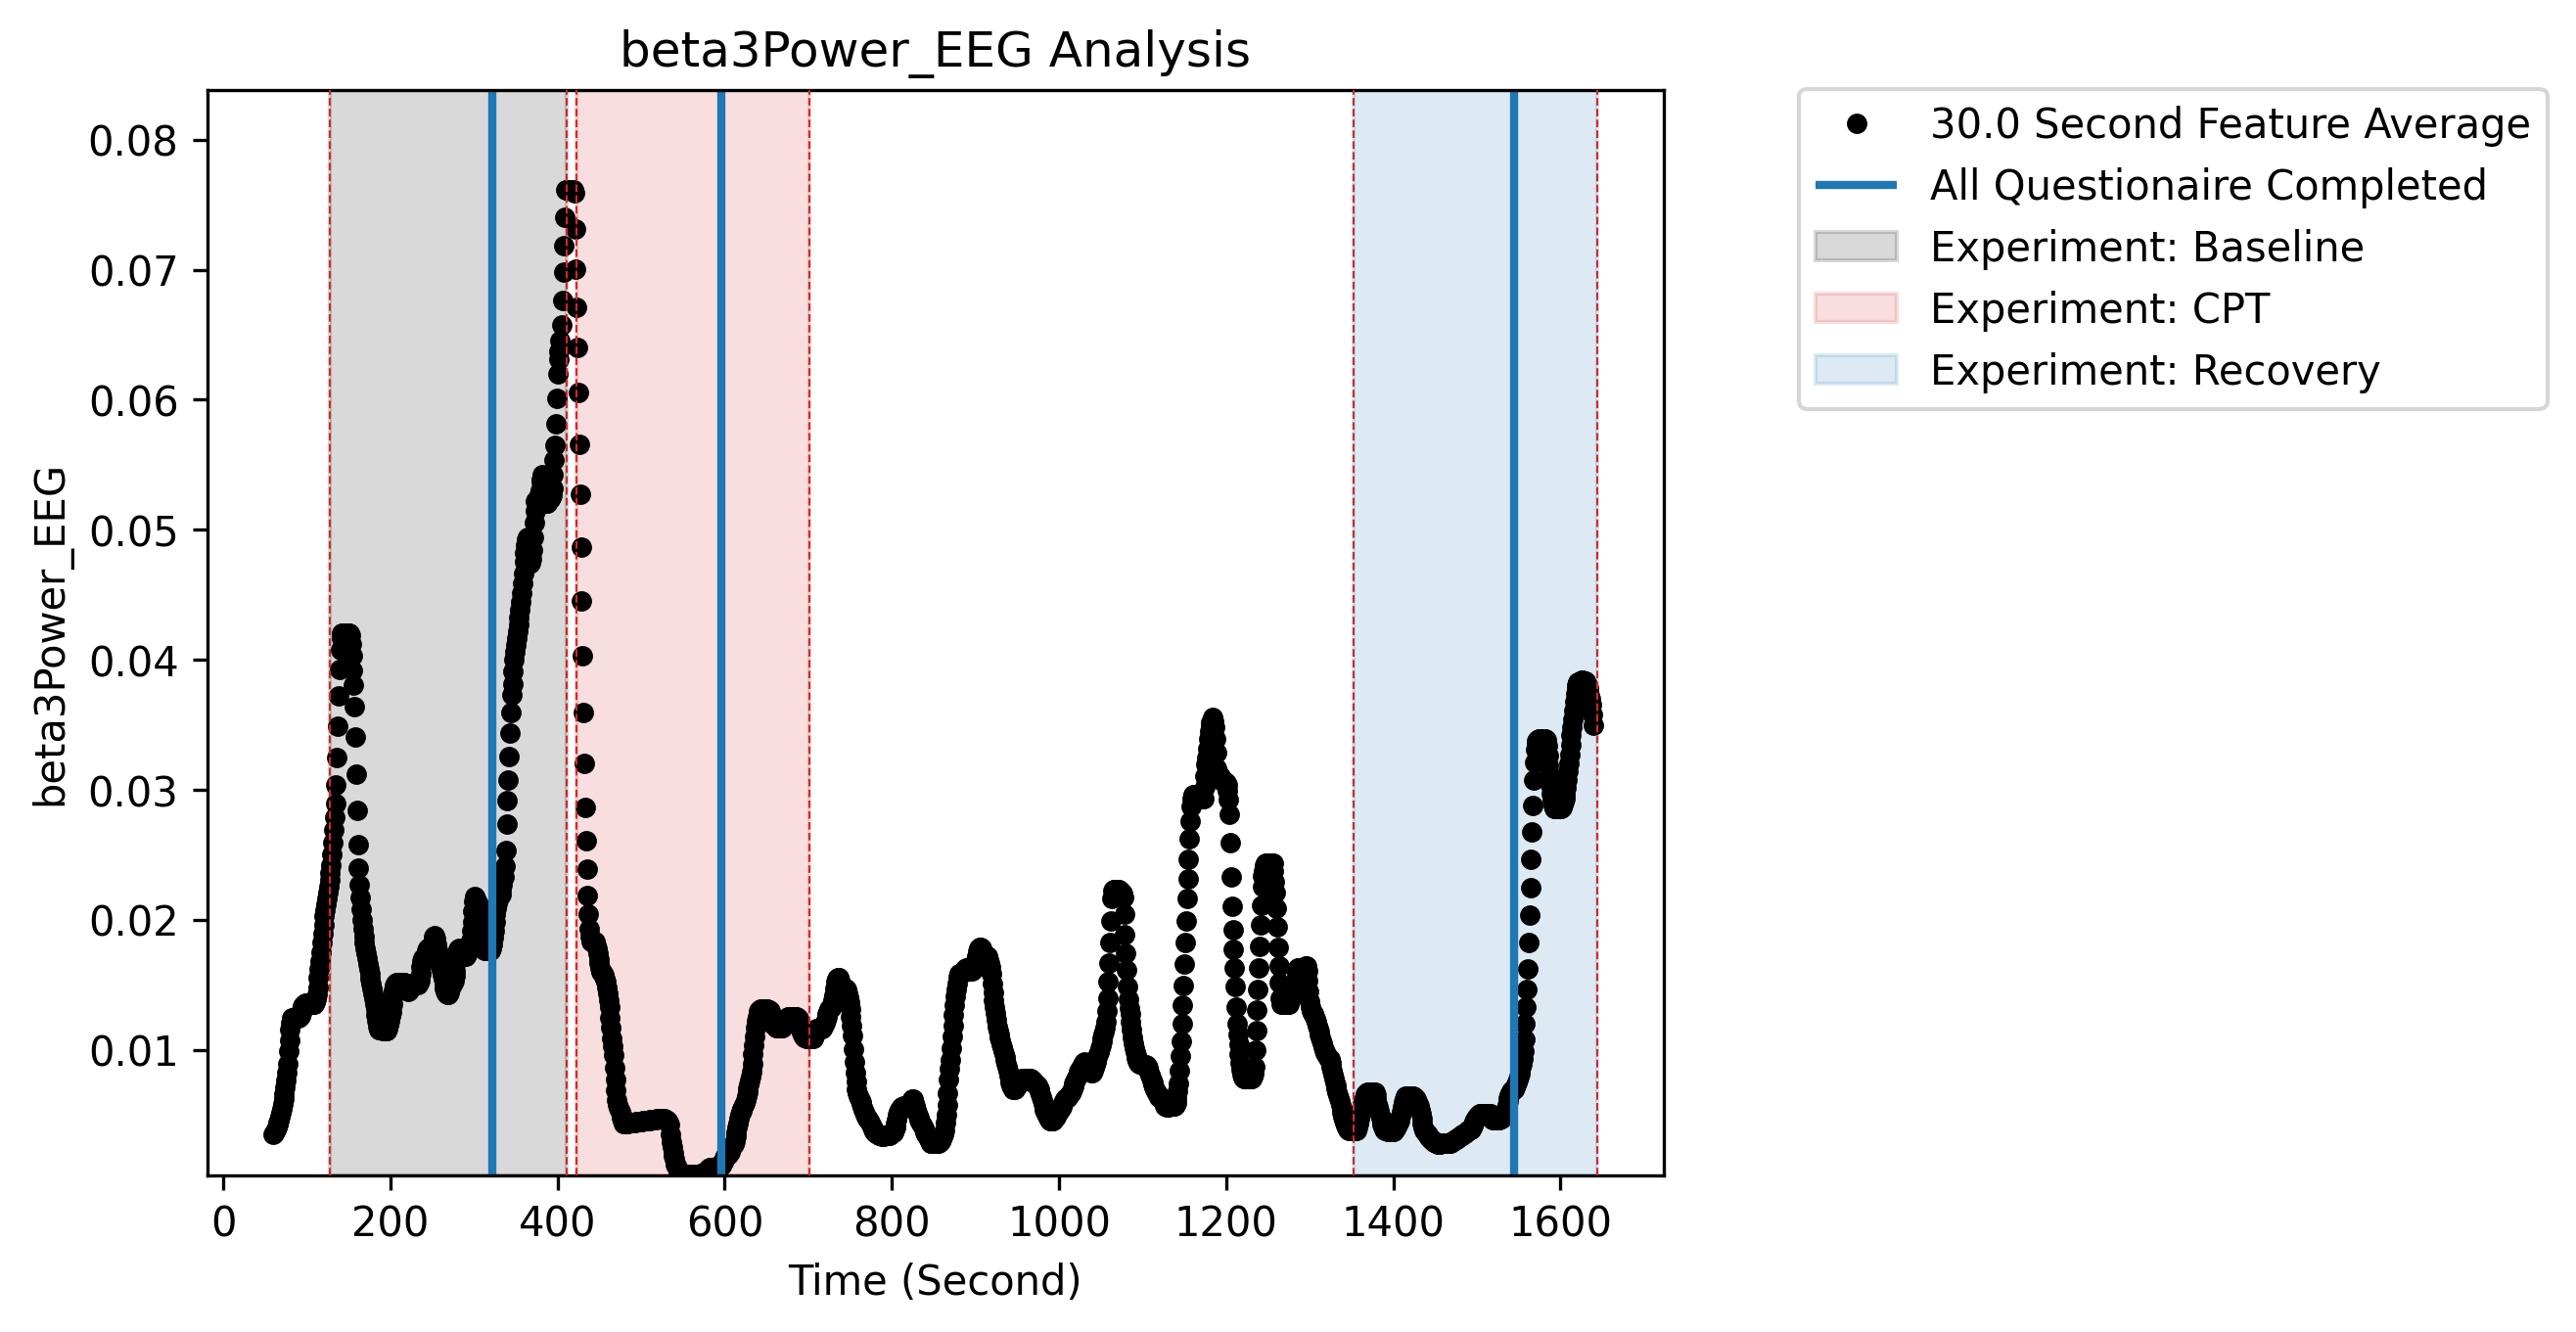 beta3Power_EEG Analysis
30.0 Second Feature Average
All Questionaire Completed
Experiment: Baseline
Experiment: CPT
Experiment: Recovery
beta3Power_EEG
0.08
0.07
0.06
0.05
0.04
0.03
0.02
0.01
0 200 400 600 800 1000 1200 1400 1600
Time (Second)